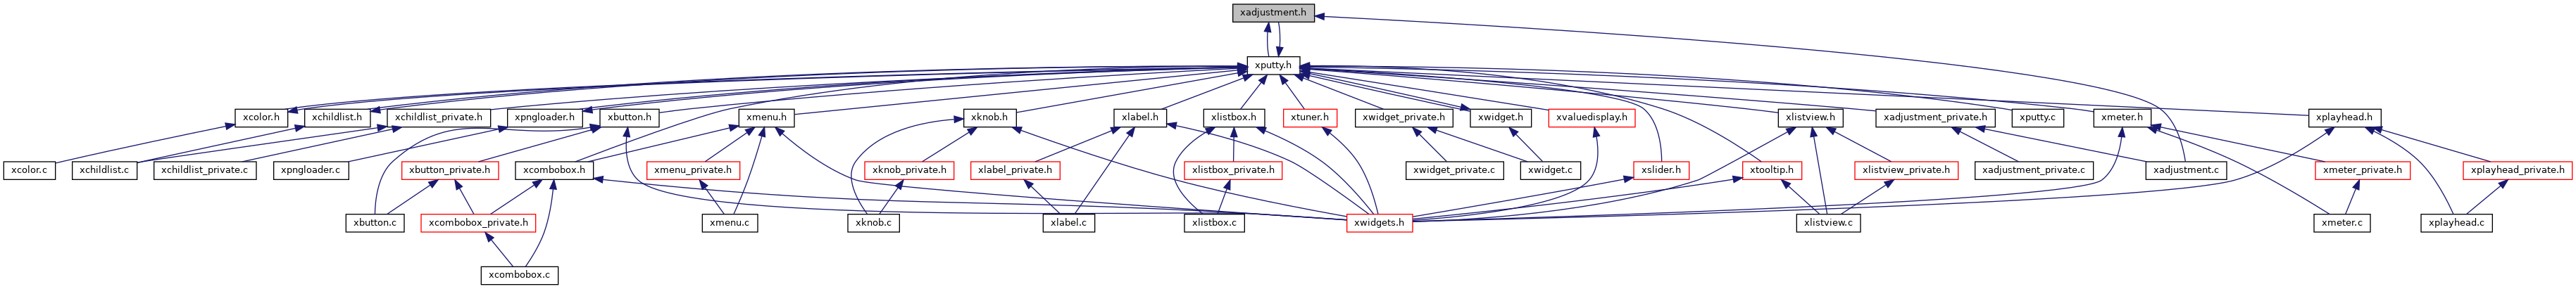 xadjustment.h
xputty.h
xcolor.h
xchildlist.h
xchildlist_private.h
xpngloader.h
xbutton.h
xmenu.h
xknob.h
xlabel.h
xlistbox.h
xtuner.h
xwidget_private.h
xwidget.h
xvaluedisplay.h
xlistview.h
xadjustment_private.h
xputty.c
xmeter.h
xplayhead.h
xcolor.c
xchildlist.c
xchildlist_private.c
xpngloader.c
xbutton_private.h
xcombobox.h
xmenu_private.h
xknob_private.h
xlabel_private.h
xlistbox_private.h
xwidget_private.c
xwidget.c
xslider.h
xtooltip.h
xlistview_private.h
xadjustment_private.c
xadjustment.c
xmeter_private.h
xplayhead_private.h
xbutton.c
xcombobox_private.h
xmenu.c
xknob.c
xlabel.c
xlistbox.c
xwidgets.h
xlistview.c
xmeter.c
xplayhead.c
xcombobox.c